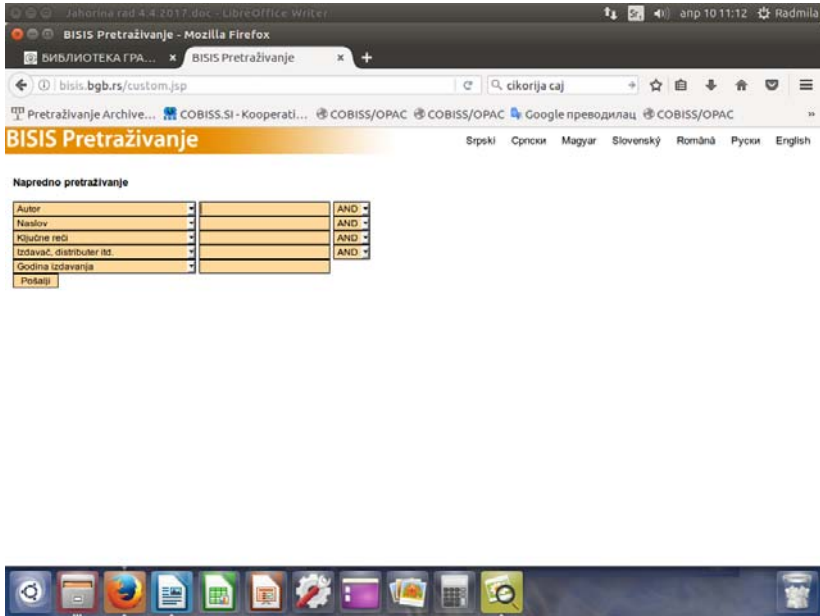 Jahorina rad 4.4.2017.doc - LibreOffice Writer
Sr апр 10 11:12 Radmila
BISIS Pretraživanje - Mozilla Firefox
БИБЛИОТЕКА ГРА... BISIS Pretraživanje
bisis.bgb.rs/custom.jsp cikorija caj
Pretraživanje Archive... COBISS.SI - Kooperati... COBISS/OPAC COBISS/OPAC Google преводилац COBISS/OPAC
BISIS Pretraživanje Srpski Српски Magyar Slovenský Română Руски English
Napredno pretraživanje
Autor AND
Naslov AND
Ključne reči AND
Izdavač, distributer itd. AND
Godina izdavanja
Pošalji